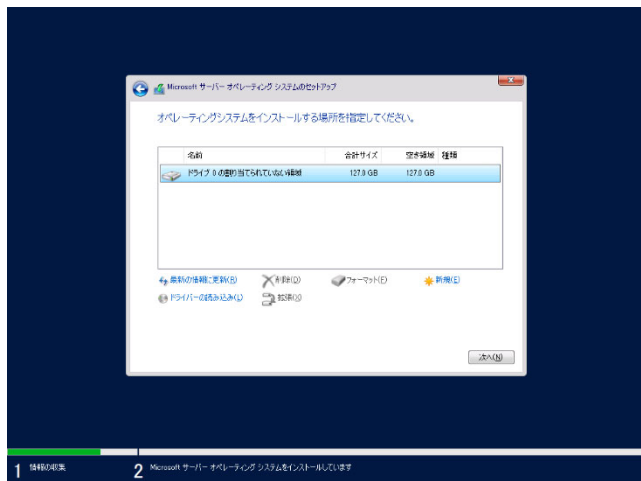 Microsoft サーバー オペレーティング システムのセットアップ
オペレーティングシステムをインストールする場所を指定してください。
名前 合計サイズ 空き領域 種類
ドライブ 0 の割り当てられていない領域 127.0 GB 127.0 GB
最新の情報に更新(R) 削除(D) フォーマット(F) 新規(E)
ドライバーの読み込み(L) 拡張(X)
次へ(N)
1 情報の収集 2 Microsoft サーバー オペレーティング システムをインストールしています